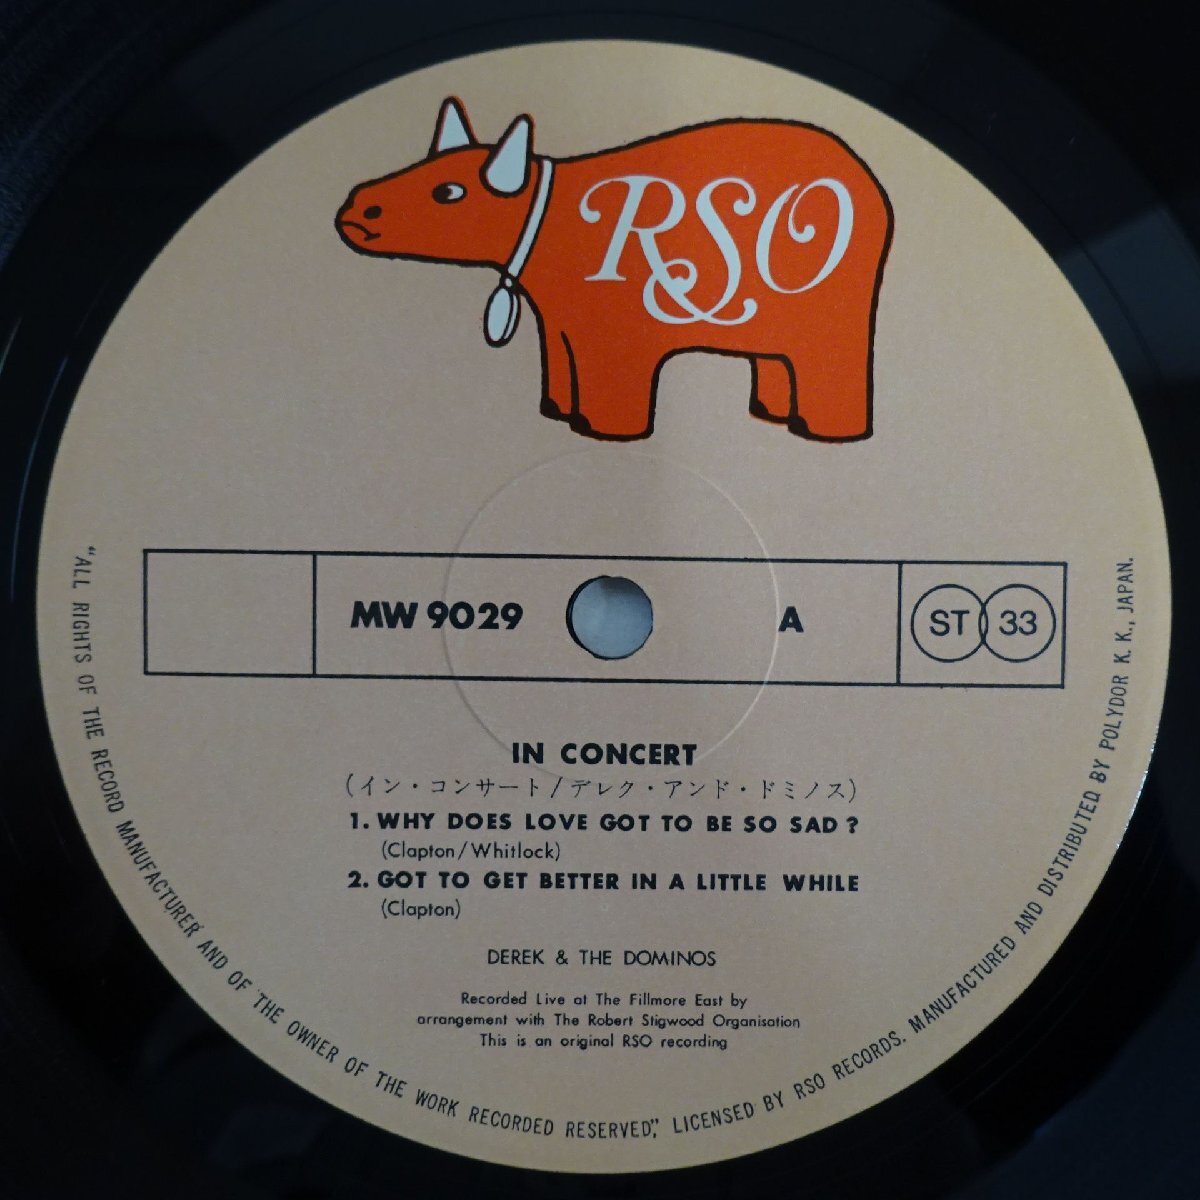 RSO
MW 9029
A
ST 33
IN CONCERT
(イン・コンサート/デレク・アンド・ドミノス)
1. WHY DOES LOVE GOT TO BE SO SAD?
(Clapton/Whitlock)
2. GOT TO GET BETTER IN A LITTLE WHILE
(Clapton)
DEREK & THE DOMINOS
Recorded Live at The Fillmore East by
arrangement with The Robert Stigwood Organisation
This is an original RSO recording
"ALL RIGHTS OF THE RECORD MANUFACTURER AND OF THE OWNER OF THE WORK RECORDED RESERVED", LICENSED BY RSO RECORDS. MANUFACTURED AND DISTRIBUTED BY POLYDOR K. K., JAPAN.